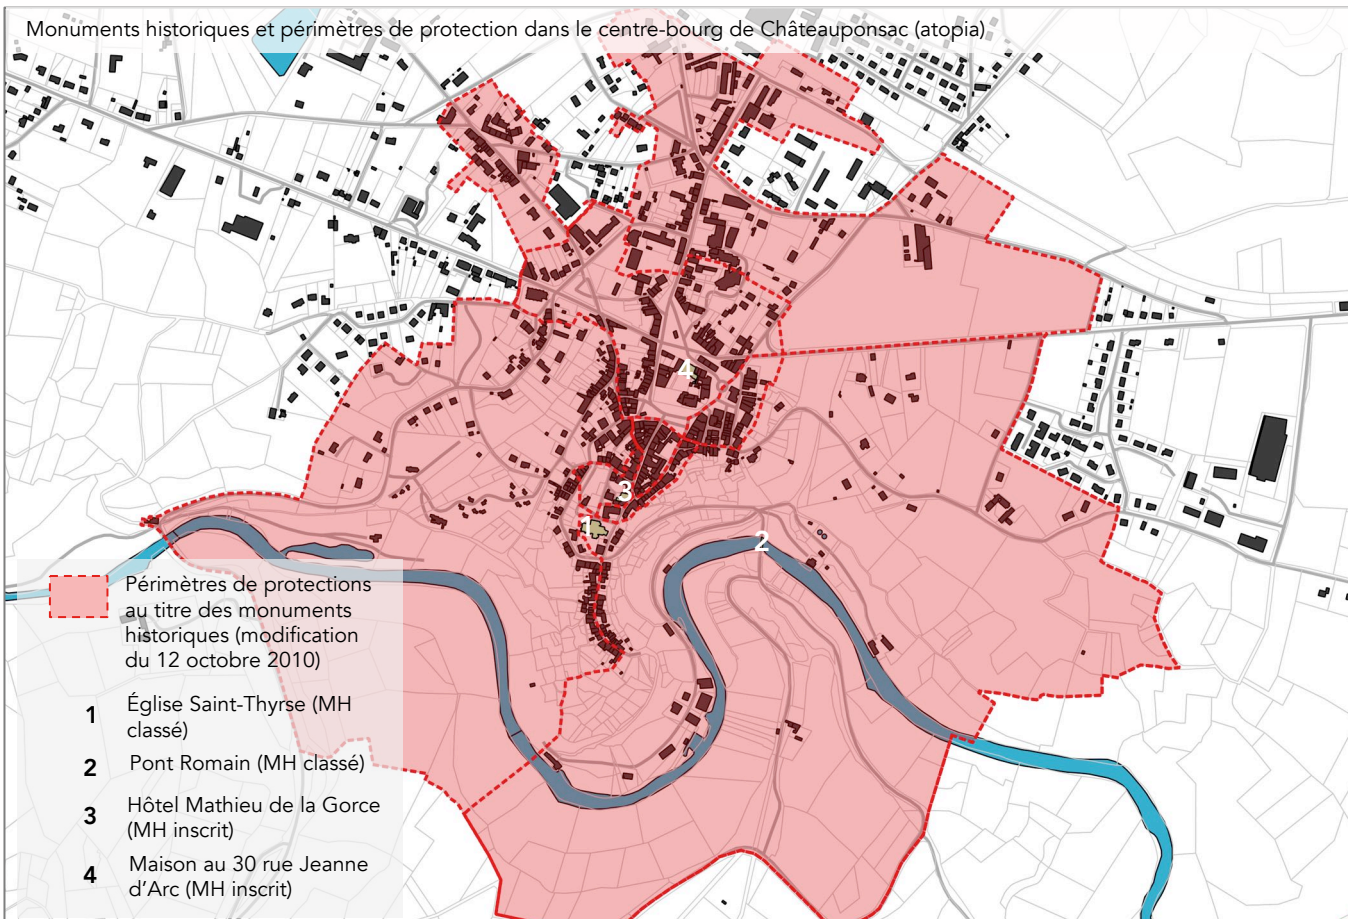 Monuments historiques et périmètres de protection dans le centre-bourg de Châteauponsac (atopia)
4
3
1
2
Périmètres de protections
au titre des monuments
historiques (modification
du 12 octobre 2010)
1 Église Saint-Thyrse (MH
classé)
2 Pont Romain (MH classé)
3 Hôtel Mathieu de la Gorce
(MH inscrit)
4 Maison au 30 rue Jeanne
d'Arc (MH inscrit)